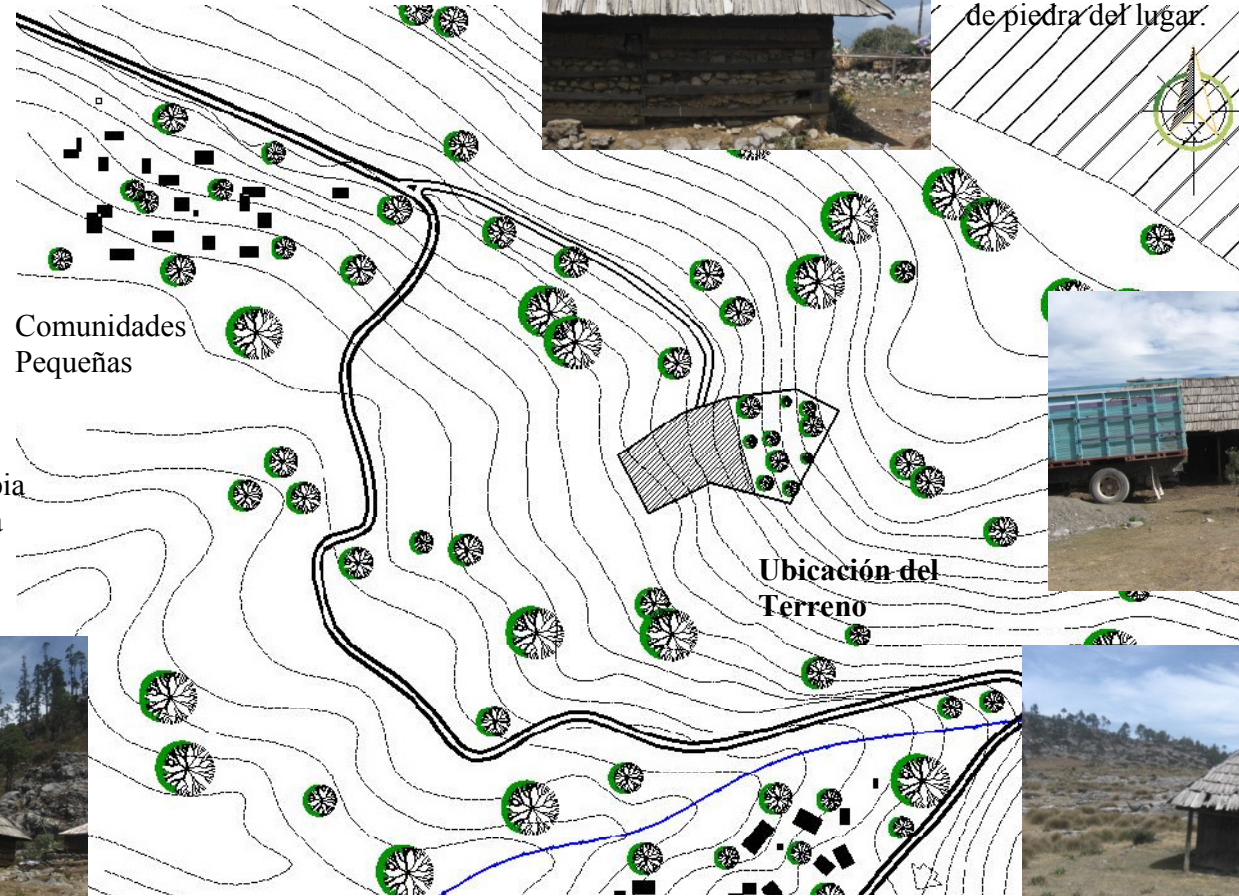 de piedra del lugar.
Comunidades
Pequeñas
Ubicación del
Terreno